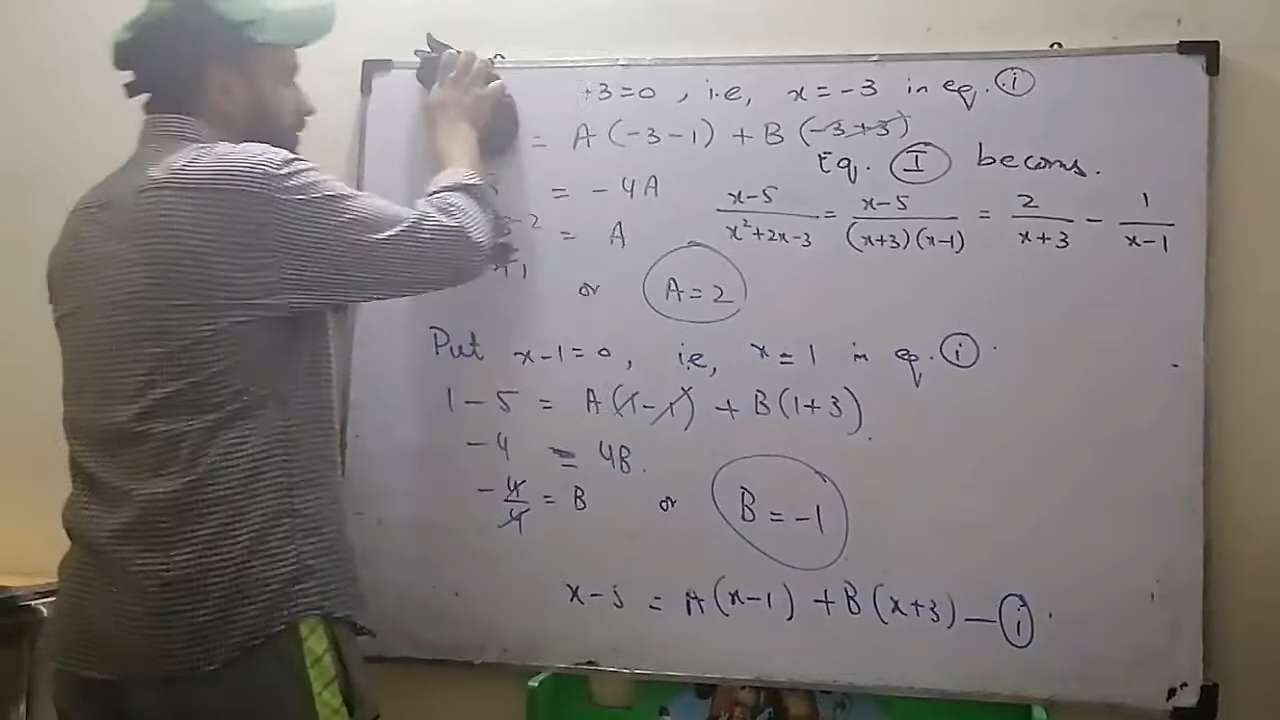 +3=0, i.e, x=-3 in eq. (i)
= A(-3-1) + B(-3+3)
Eq. (I) becoms.
= -4A
-2 = A
x-5/x²+2x-3 = x-5/(x+3)(x-1) = 2/x+3 - 1/x-1
or A=2
Put x-1=0, i.e, x=1 in eq. (i).
1-5 = A(1-1) + B(1+3).
-4 = 4B.
-4/4 = B or B=-1
x-5 = A(x-1) + B(x+3) — (i).